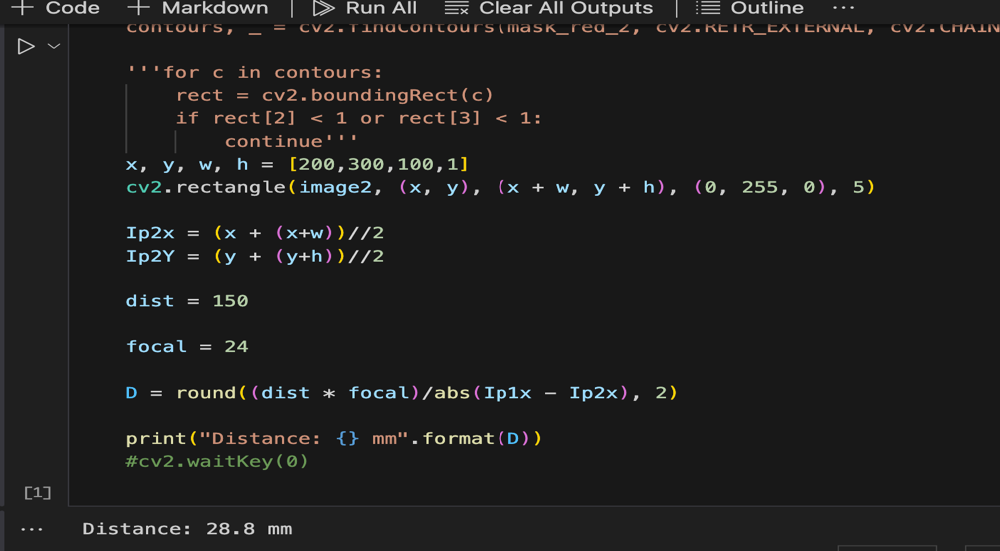 Code Markdown | Run All Clear All Outputs | Outline ...
contours, _ = cv2.findContours(mask_red_2, cv2.RETR_EXTERNAL, cv2.CHAIN
'''for c in contours:
rect = cv2.boundingRect(c)
if rect[2] < 1 or rect[3] < 1:
continue'''
x, y, w, h = [200,300,100,1]
cv2.rectangle(image2, (x, y), (x + w, y + h), (0, 255, 0), 5)
Ip2x = (x + (x+w))//2
Ip2Y = (y + (y+h))//2
dist = 150
focal = 24
D = round((dist * focal)/abs(Ip1x - Ip2x), 2)
print("Distance: {} mm".format(D))
#cv2.waitKey(0)
[1]
... Distance: 28.8 mm